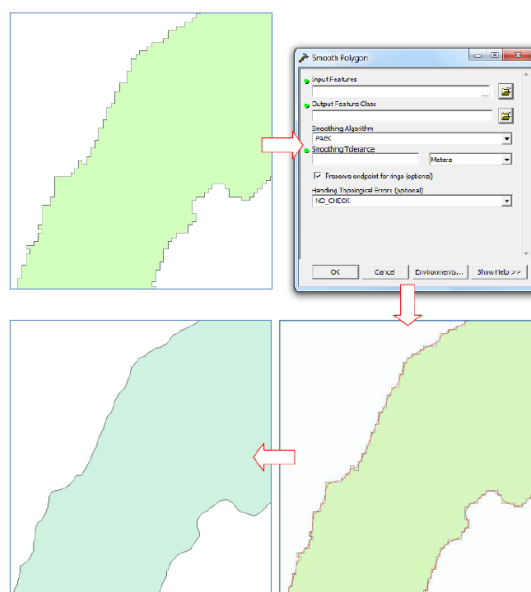 Smooth Polygon
Input Features
Output Feature Class
Smoothing Algorithm
PAEK
Smoothing Tolerance
Meters
Preserve endpoint for rings (optional)
Handling Topological Errors (optional)
NO_CHECK
OK
Cancel
Environments...
Show Help >>